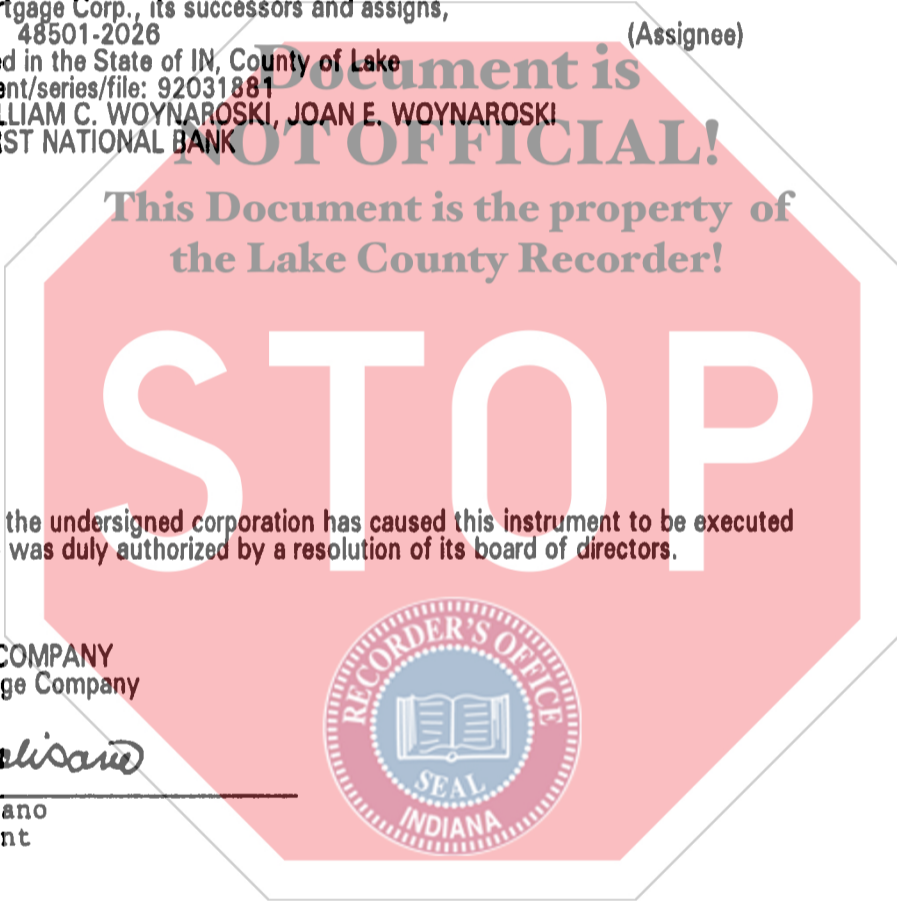 tgage Corp., its successors and assigns,
48501-2026 (Assignee)
d in the State of IN, County of Lake
ent/series/file: 92031881
LLIAM C. WOYNAROSKI, JOAN E. WOYNAROSKI
ST NATIONAL BANK
Document is
NOT OFFICIAL!
This Document is the property of
the Lake County Recorder!
STOP
the undersigned corporation has caused this instrument to be executed
was duly authorized by a resolution of its board of directors.
COMPANY
ge Company
elisano
ano
nt
RECORDER'S OFFICE
SEAL
INDIANA